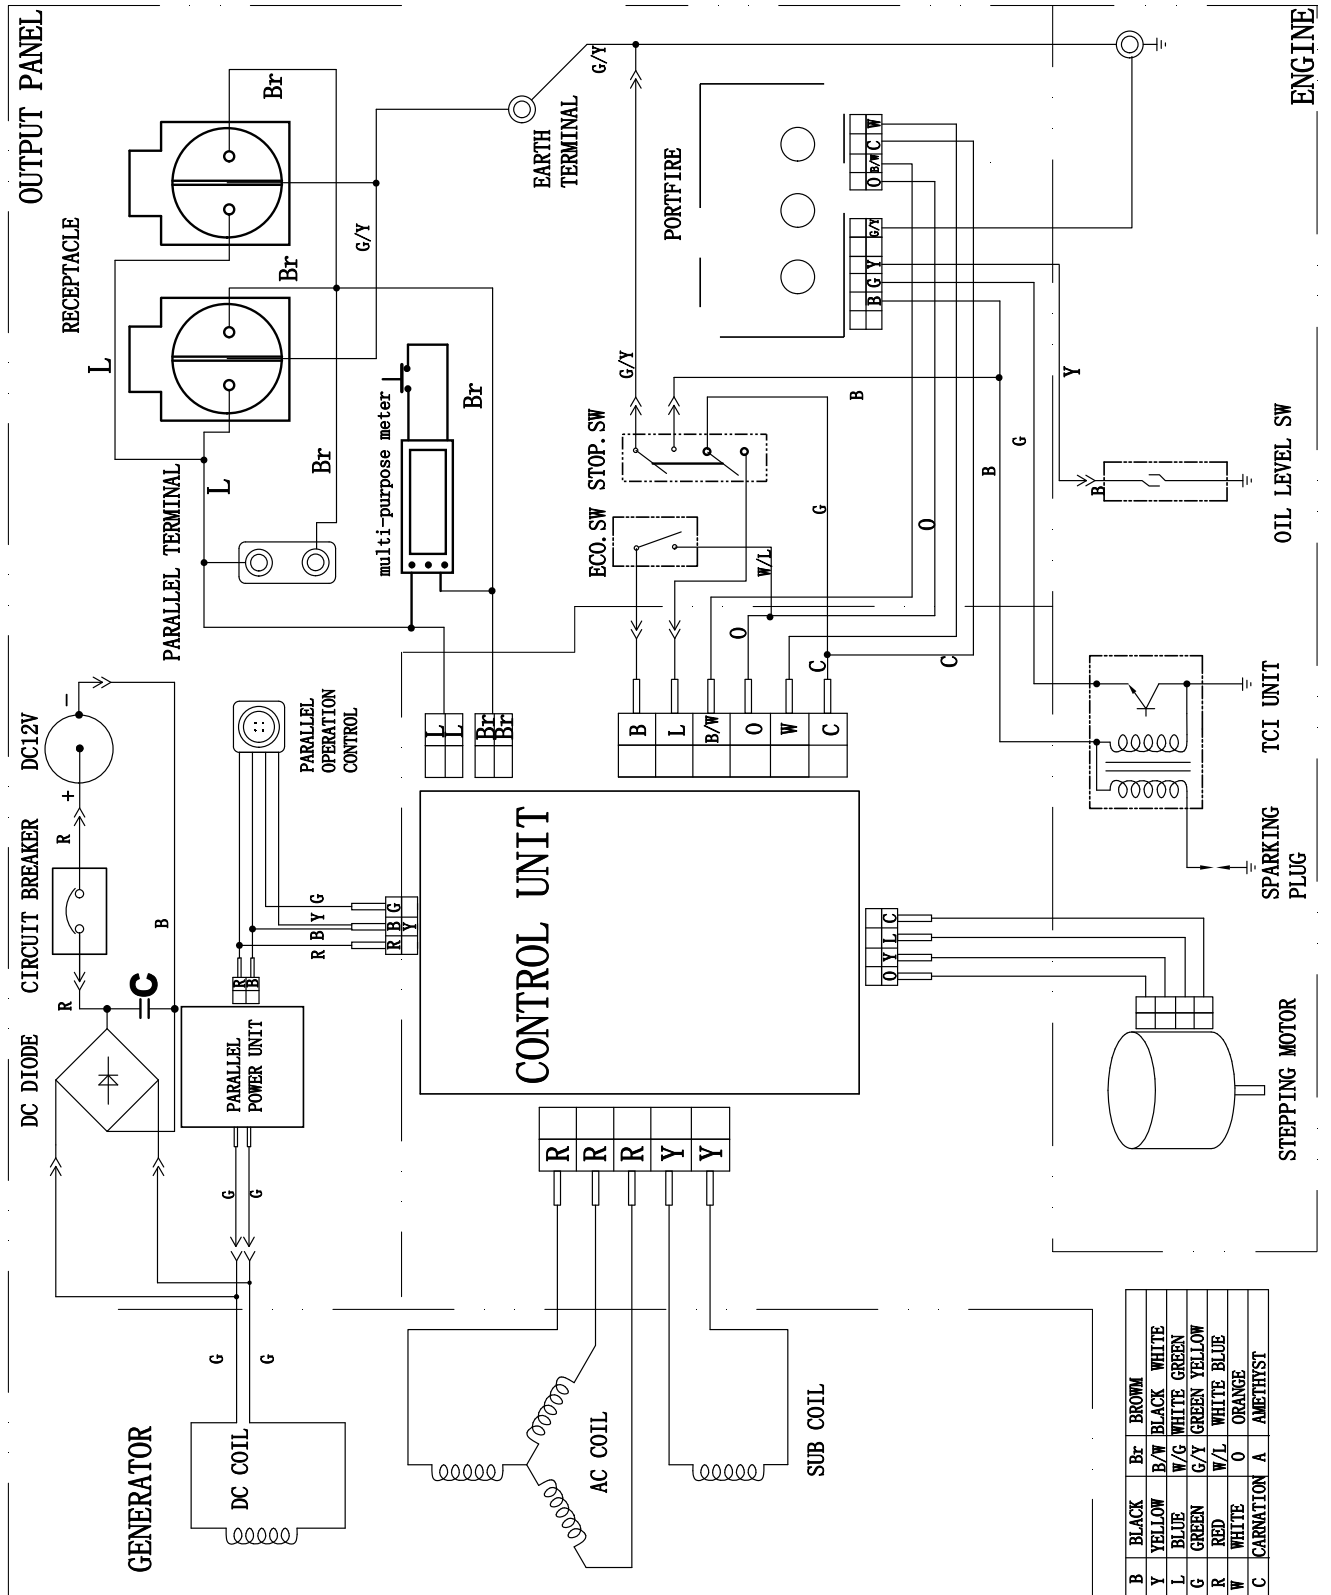 OUTPUT PANEL
ENGINE
RECEPTACLE
Br
Br
L
G/Y
L
Br
Br
EARTH
TERMINAL
G/Y
PORTFIRE
W
C
B/W
O
G/Y
Y
G
B
PARALLEL TERMINAL
multi-purpose meter
G/Y
STOP.SW
ECO.SW
W/L
G
B
O
B
G
Y
B
OIL LEVEL SW
DC12V
−
+
CIRCUIT BREAKER
R
R
B
C
DC DIODE
PARALLEL
OPERATION
CONTROL
L
L
Br
Br
B
L
B/W
O
W
C
O
C
C
TCI UNIT
SPARKING
PLUG
R
B
Y
G
R
B
G
Y
R
B
PARALLEL
POWER UNIT
G
G
CONTROL UNIT
O
Y
L
C
STEPPING MOTOR
R
R
R
Y
Y
GENERATOR
G
G
DC COIL
AC COIL
SUB COIL
B BLACK Br BROWM
Y YELLOW B/W BLACK WHITE
L BLUE W/G WHITE GREEN
G GREEN G/Y GREEN YELLOW
R RED W/L WHITE BLUE
W WHITE O ORANGE
C CARNATION A AMETHYST